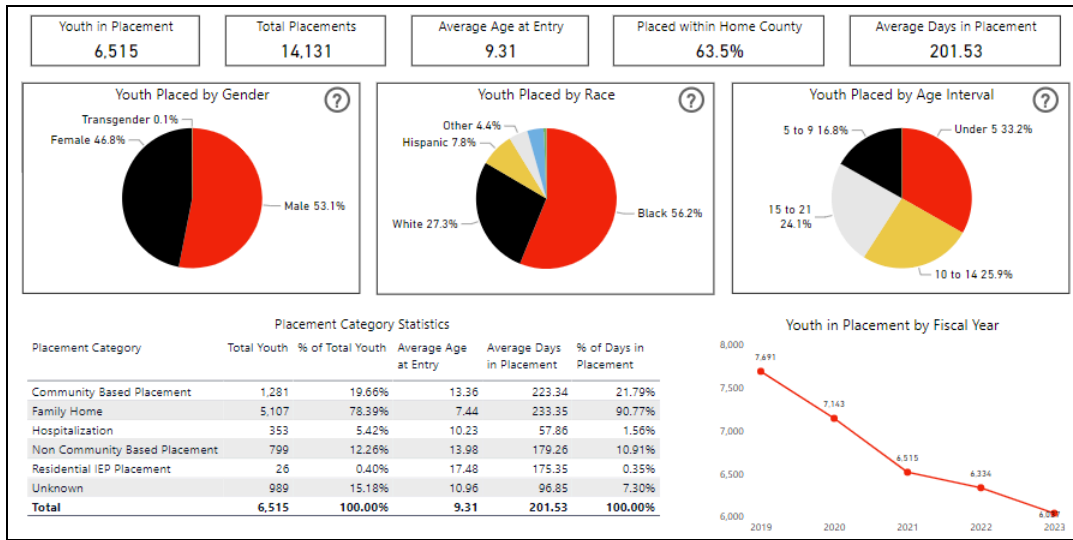 Youth in Placement
6,515
Total Placements
14,131
Average Age at Entry
9.31
Placed within Home County
63.5%
Average Days in Placement
201.53
Youth Placed by Gender
?
Transgender 0.1%
Female 46.8%
Male 53.1%
Youth Placed by Race
?
Other 4.4%
Hispanic 7.8%
White 27.3%
Black 56.2%
Youth Placed by Age Interval
?
5 to 9 16.8%
Under 5 33.2%
15 to 21
24.1%
10 to 14 25.9%
Placement Category Statistics
Placement Category Total Youth % of Total Youth Average Age at Entry Average Days in Placement % of Days in Placement
Community Based Placement 1,281 19.66% 13.36 223.34 21.79%
Family Home 5,107 78.39% 7.44 233.35 90.77%
Hospitalization 353 5.42% 10.23 57.86 1.56%
Non Community Based Placement 799 12.26% 13.98 179.26 10.91%
Residential IEP Placement 26 0.40% 17.48 175.35 0.35%
Unknown 989 15.18% 10.96 96.85 7.30%
Total 6,515 100.00% 9.31 201.53 100.00%
Youth in Placement by Fiscal Year
8,000
7,691
7,500
7,143
7,000
6,515
6,500
6,334
6,000
2019 2020 2021 2022 2023